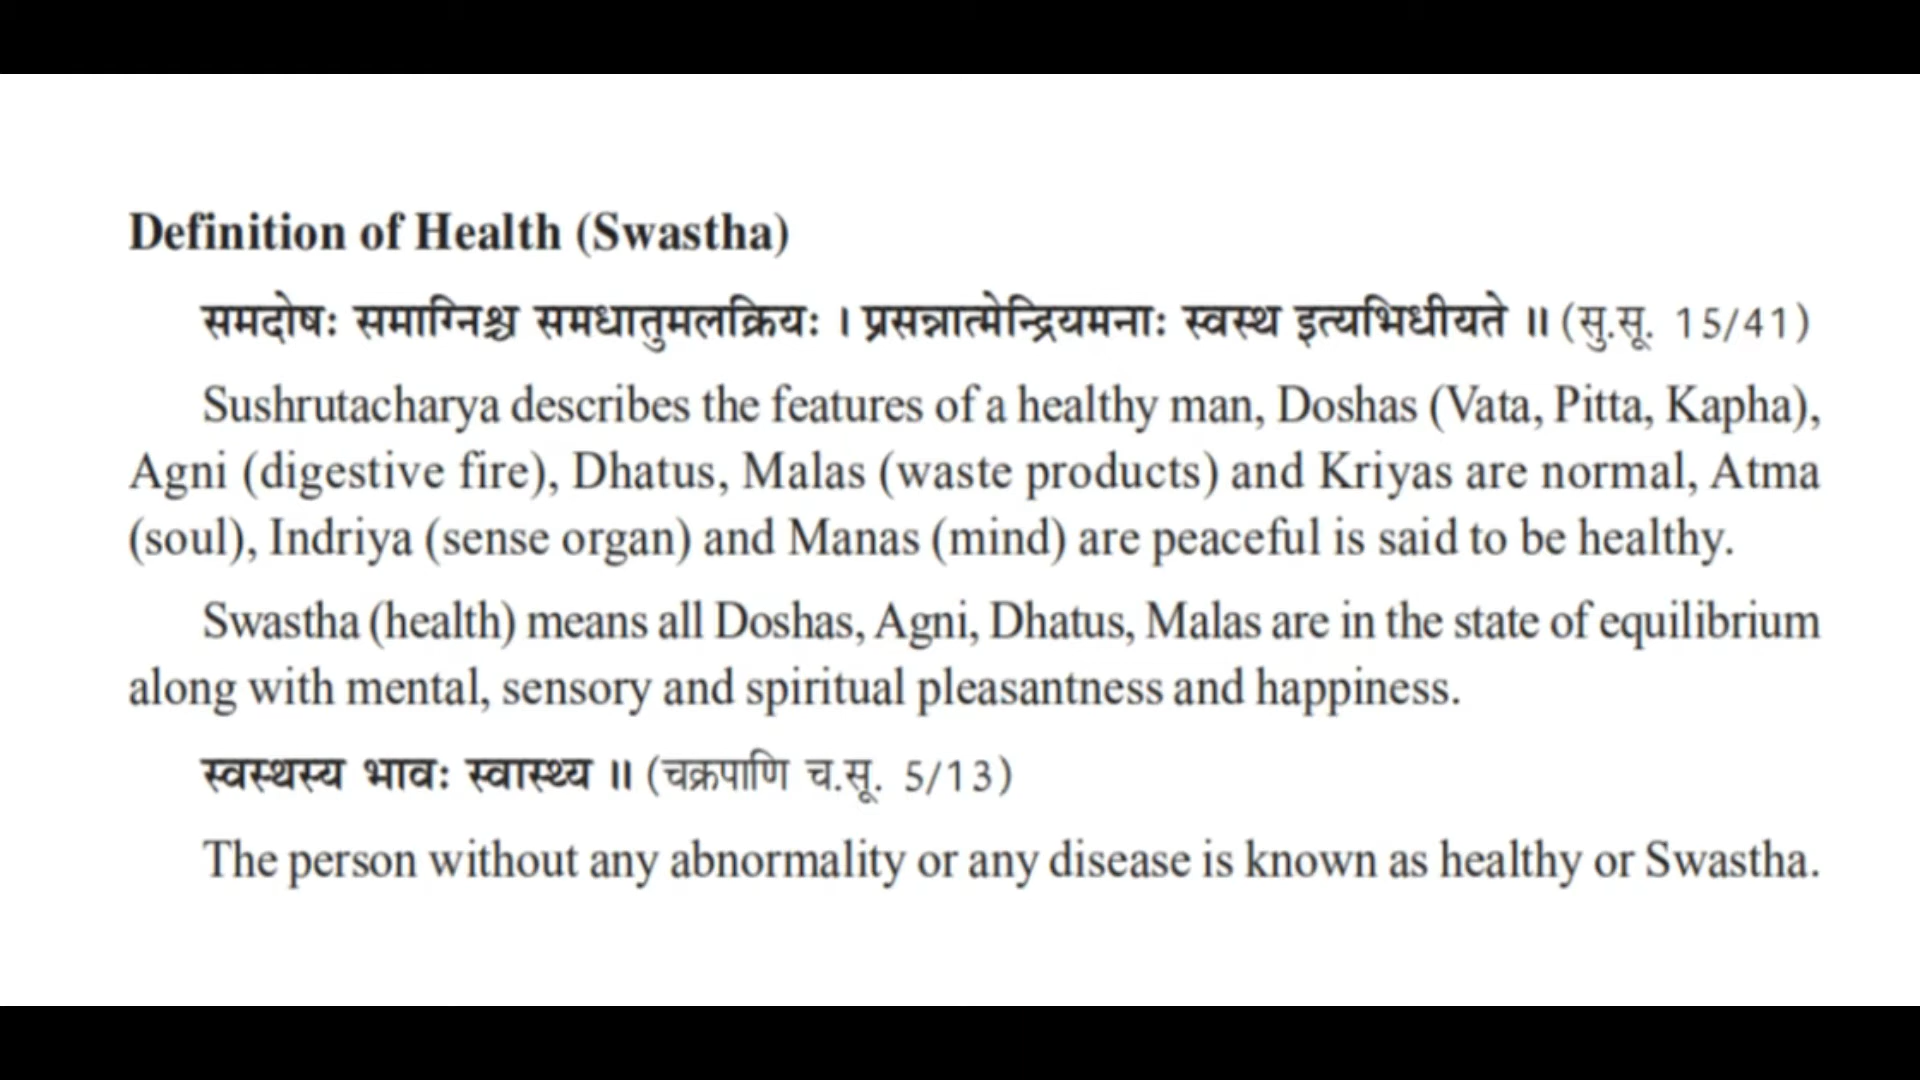 Definition of Health (Swastha)
समदोषः समाग्निश्च समधातुमलक्रियः । प्रसन्नात्मेन्द्रियमनाः स्वस्थ इत्यभिधीयते ॥ (सु.सू. 15/41)
Sushrutacharya describes the features of a healthy man, Doshas (Vata, Pitta, Kapha),
Agni (digestive fire), Dhatus, Malas (waste products) and Kriyas are normal, Atma
(soul), Indriya (sense organ) and Manas (mind) are peaceful is said to be healthy.
Swastha (health) means all Doshas, Agni, Dhatus, Malas are in the state of equilibrium
along with mental, sensory and spiritual pleasantness and happiness.
स्वस्थस्य भावः स्वास्थ्य ॥ (चक्रपाणि च.सू. 5/13)
The person without any abnormality or any disease is known as healthy or Swastha.